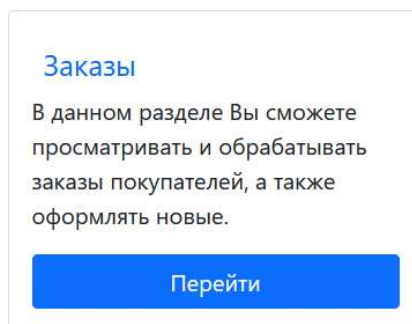 Заказы
В данном разделе Вы сможете
просматривать и обрабатывать
заказы покупателей, а также
оформлять новые.
Перейти